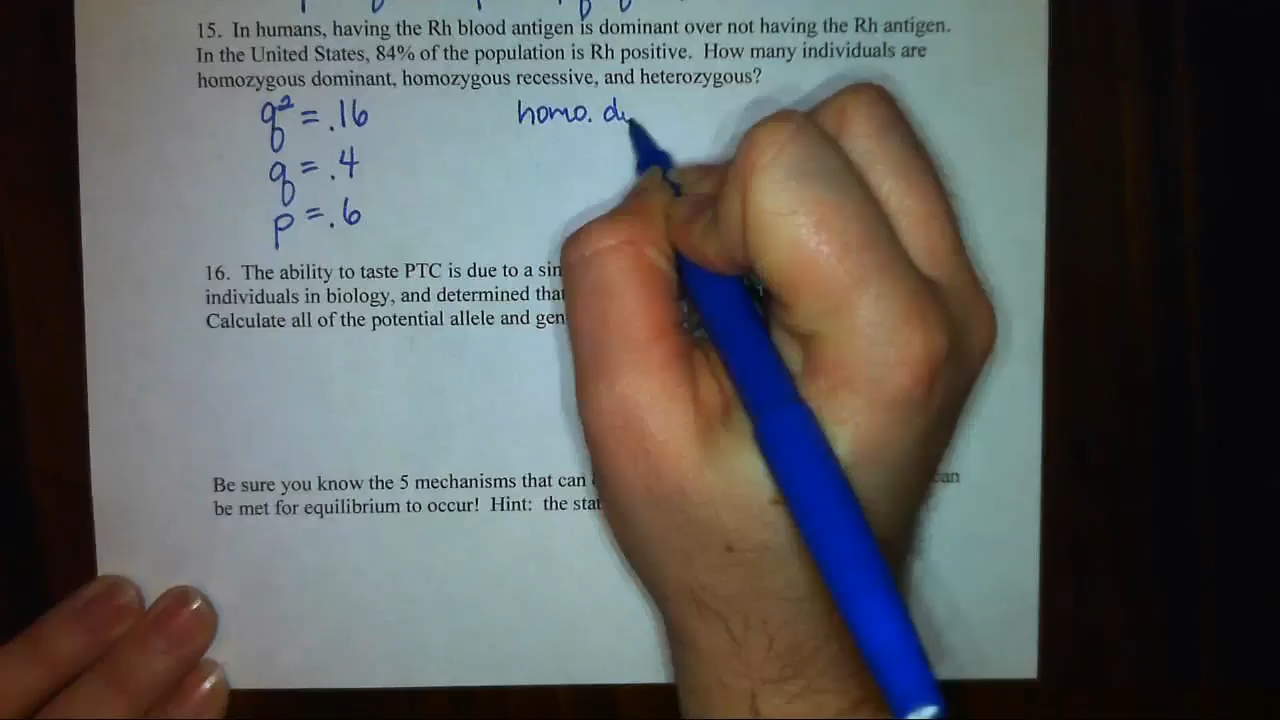 15. In humans, having the Rh blood antigen is dominant over not having the Rh antigen.
In the United States, 84% of the population is Rh positive. How many individuals are
homozygous dominant, homozygous recessive, and heterozygous?
q² = .16
homo.
q = .4
p = .6
16. The ability to taste PTC is due to a
individuals in biology, and determined
Calculate all of the potential allele and
Be sure you know the 5 mechanisms that can
can
be met for equilibrium to occur! Hint: the